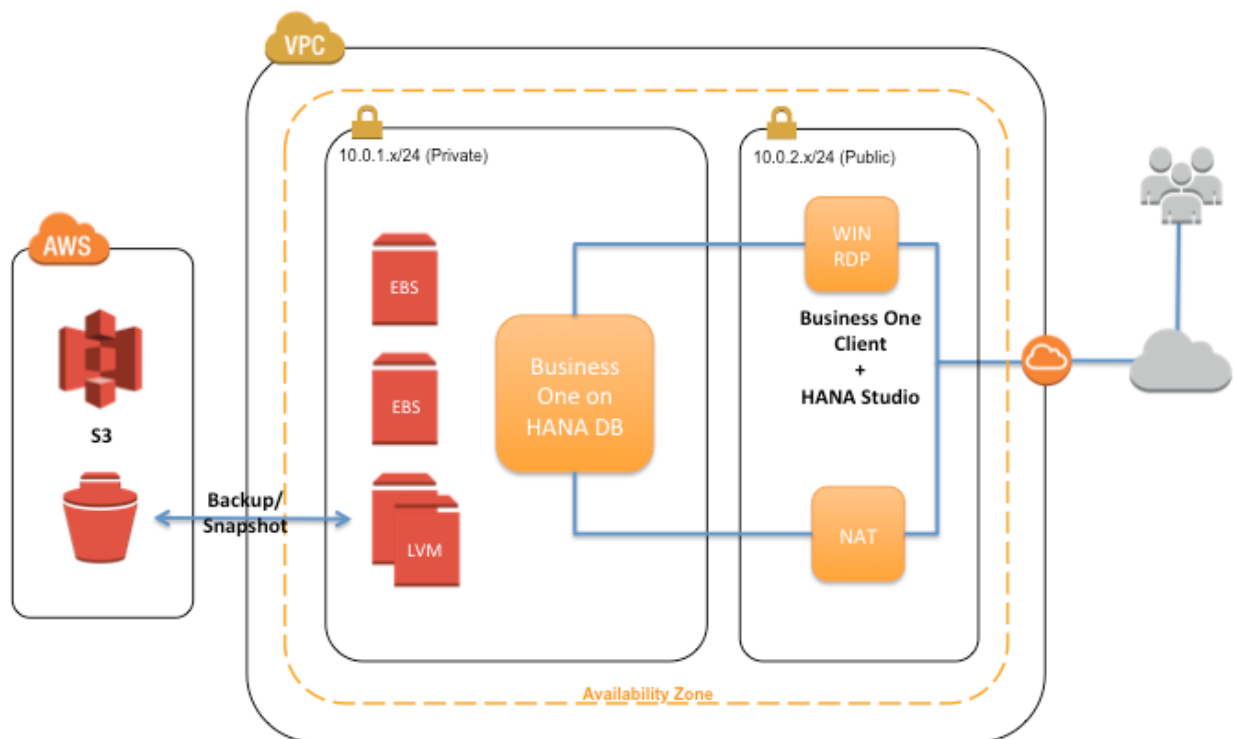 VPC
10.0.1.x/24 (Private)
10.0.2.x/24 (Public)
AWS
S3
Backup/
Snapshot
EBS
EBS
LVM
Business
One on
HANA DB
WIN
RDP
Business One
Client
+
HANA Studio
NAT
Availability Zone